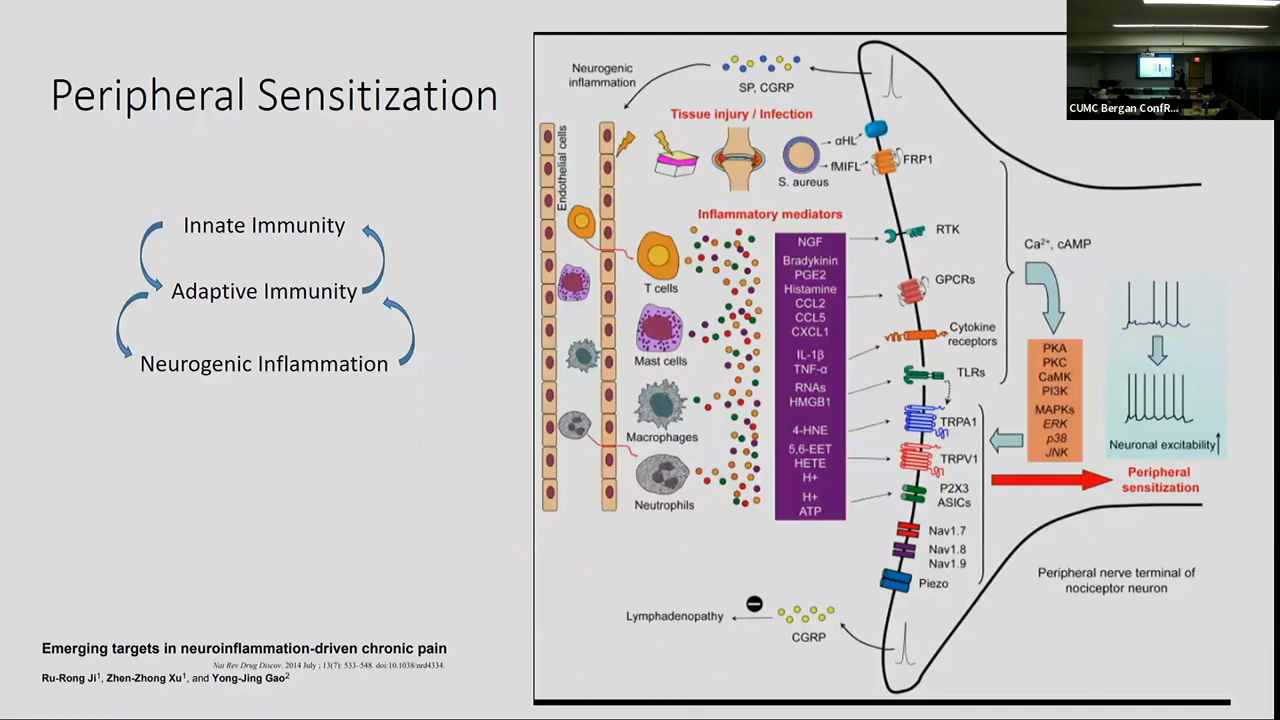 Peripheral Sensitization
Innate Immunity
Adaptive Immunity
Neurogenic Inflammation
Emerging targets in neuroinflammation-driven chronic pain
Nat Rev Drug Discov. 2014 July ; 13(7): 533–548. doi:10.1038/nrd4334.
Ru-Rong Ji1, Zhen-Zhong Xu1, and Yong-Jing Gao2
Neurogenic
inflammation
SP, CGRP
Tissue injury / Infection
Endothelial cells
S. aureus
αHL
fMIFL
FRP1
Inflammatory mediators
T cells
Mast cells
Macrophages
Neutrophils
NGF
Bradykinin
PGE2
Histamine
CCL2
CCL5
CXCL1
IL-1β
TNF-α
RNAs
HMGB1
4-HNE
5,6-EET
HETE
H+
H+
ATP
RTK
GPCRs
Cytokine
receptors
TLRs
TRPA1
TRPV1
P2X3
ASICs
Nav1.7
Nav1.8
Nav1.9
Piezo
Ca2+, cAMP
PKA
PKC
CaMK
PI3K
MAPKs
ERK
p38
JNK
Neuronal excitability↑
Peripheral
sensitization
Peripheral nerve terminal of
nociceptor neuron
Lymphadenopathy
CGRP
CUMC Bergan ConfR...